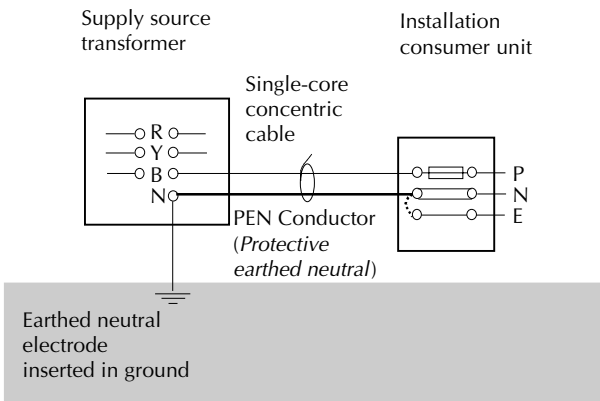 Supply source
transformer
Installation
consumer unit
Single-core
concentric
cable
R
Y
B
N
P
N
E
PEN Conductor
(Protective
earthed neutral)
Earthed neutral
electrode
inserted in ground